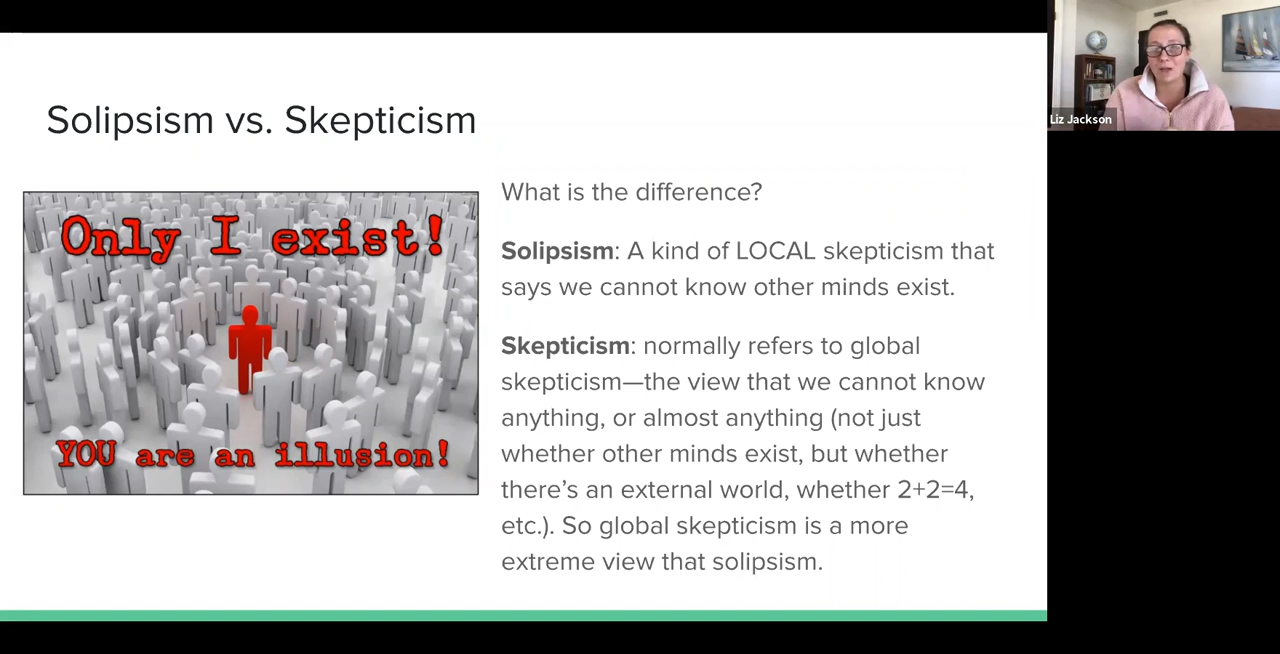 Solipsism vs. Skepticism
Only I exist!
YOU are an illusion!
What is the difference?
Solipsism: A kind of LOCAL skepticism that
says we cannot know other minds exist.
Skepticism: normally refers to global
skepticism—the view that we cannot know
anything, or almost anything (not just
whether other minds exist, but whether
there's an external world, whether 2+2=4,
etc.). So global skepticism is a more
extreme view that solipsism.
Liz Jackson